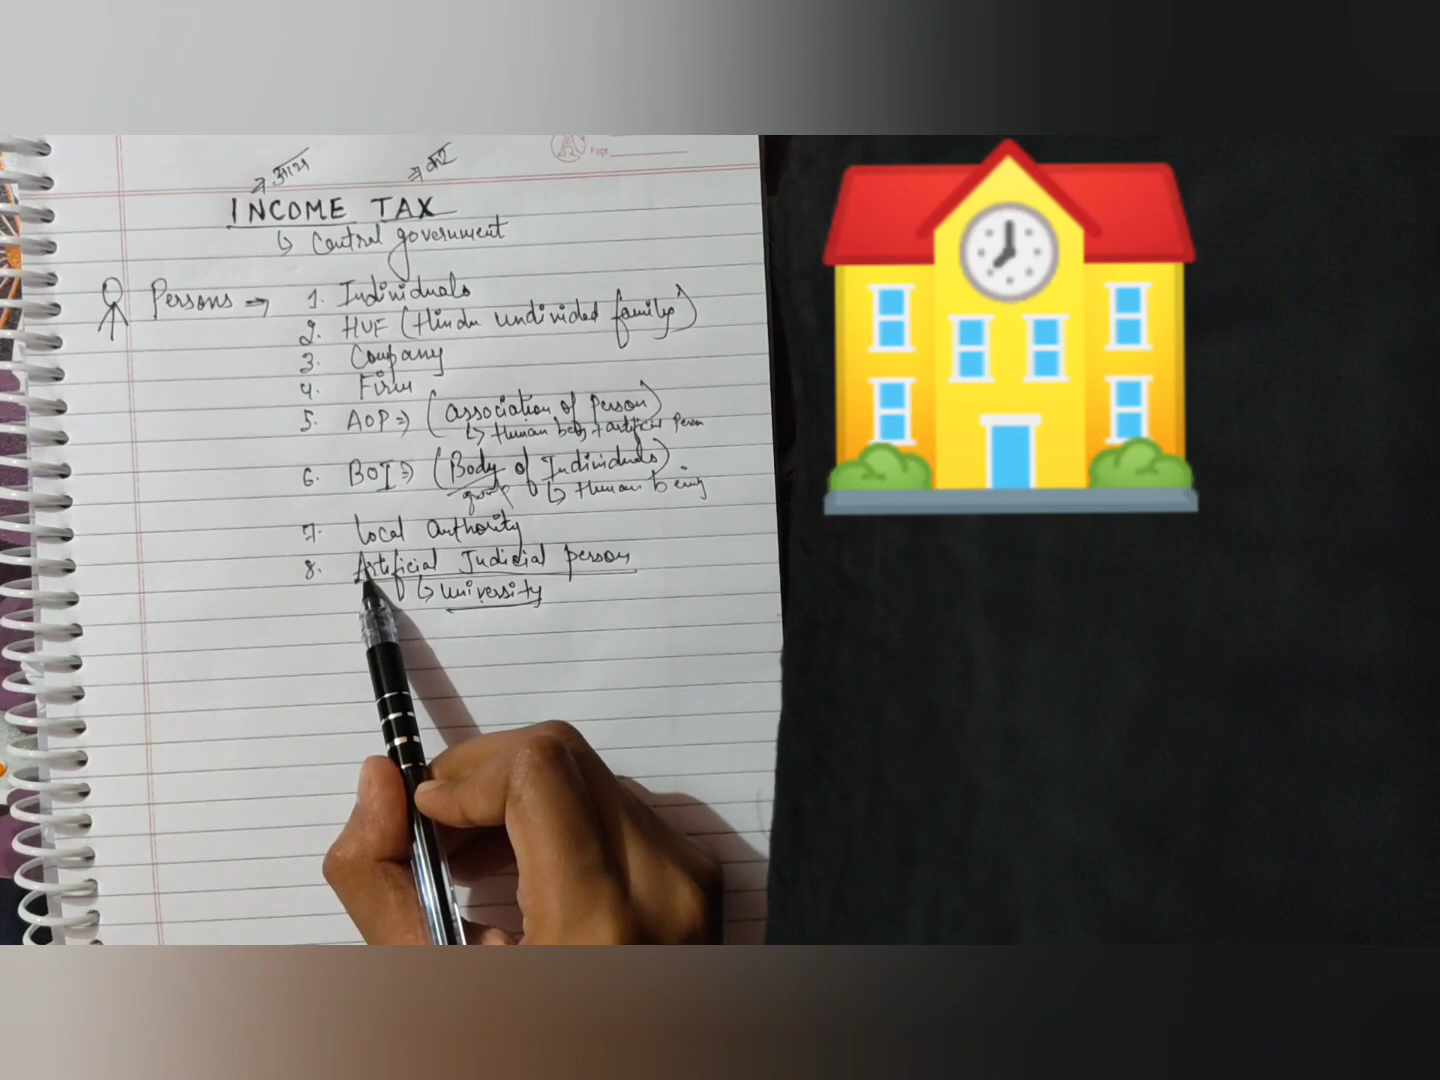 Page
→ आय → कर
INCOME TAX
↳ Central government
Persons → 1. Individuals
2. HUF (Hindu undivided family)
3. Company
4. Firm
5. AOP ⇒ (association of person)
↳ Human being + artificial person
6. BOI ⇒ (Body of Individuals)
group ↳ Human being
7. Local authority
8. Artificial Judicial person
↳ University